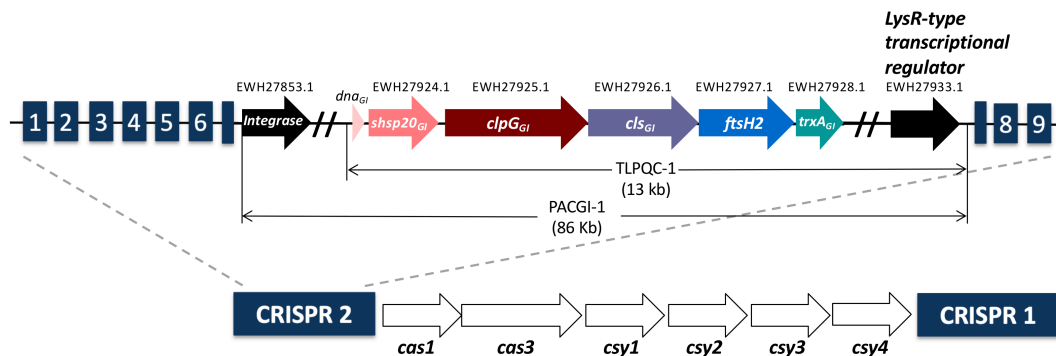 LysR-type
transcriptional
regulator
EWH27853.1 EWH27924.1 EWH27925.1 EWH27926.1 EWH27927.1 EWH27928.1 EWH27933.1
dnaGI
1 2 3 4 5 6 Integrase shsp20GI clpGGI clsGI ftsH2 trxAGI 8 9
TLPQC-1
(13 kb)
PACGI-1
(86 Kb)
CRISPR 2 CRISPR 1
cas1 cas3 csy1 csy2 csy3 csy4